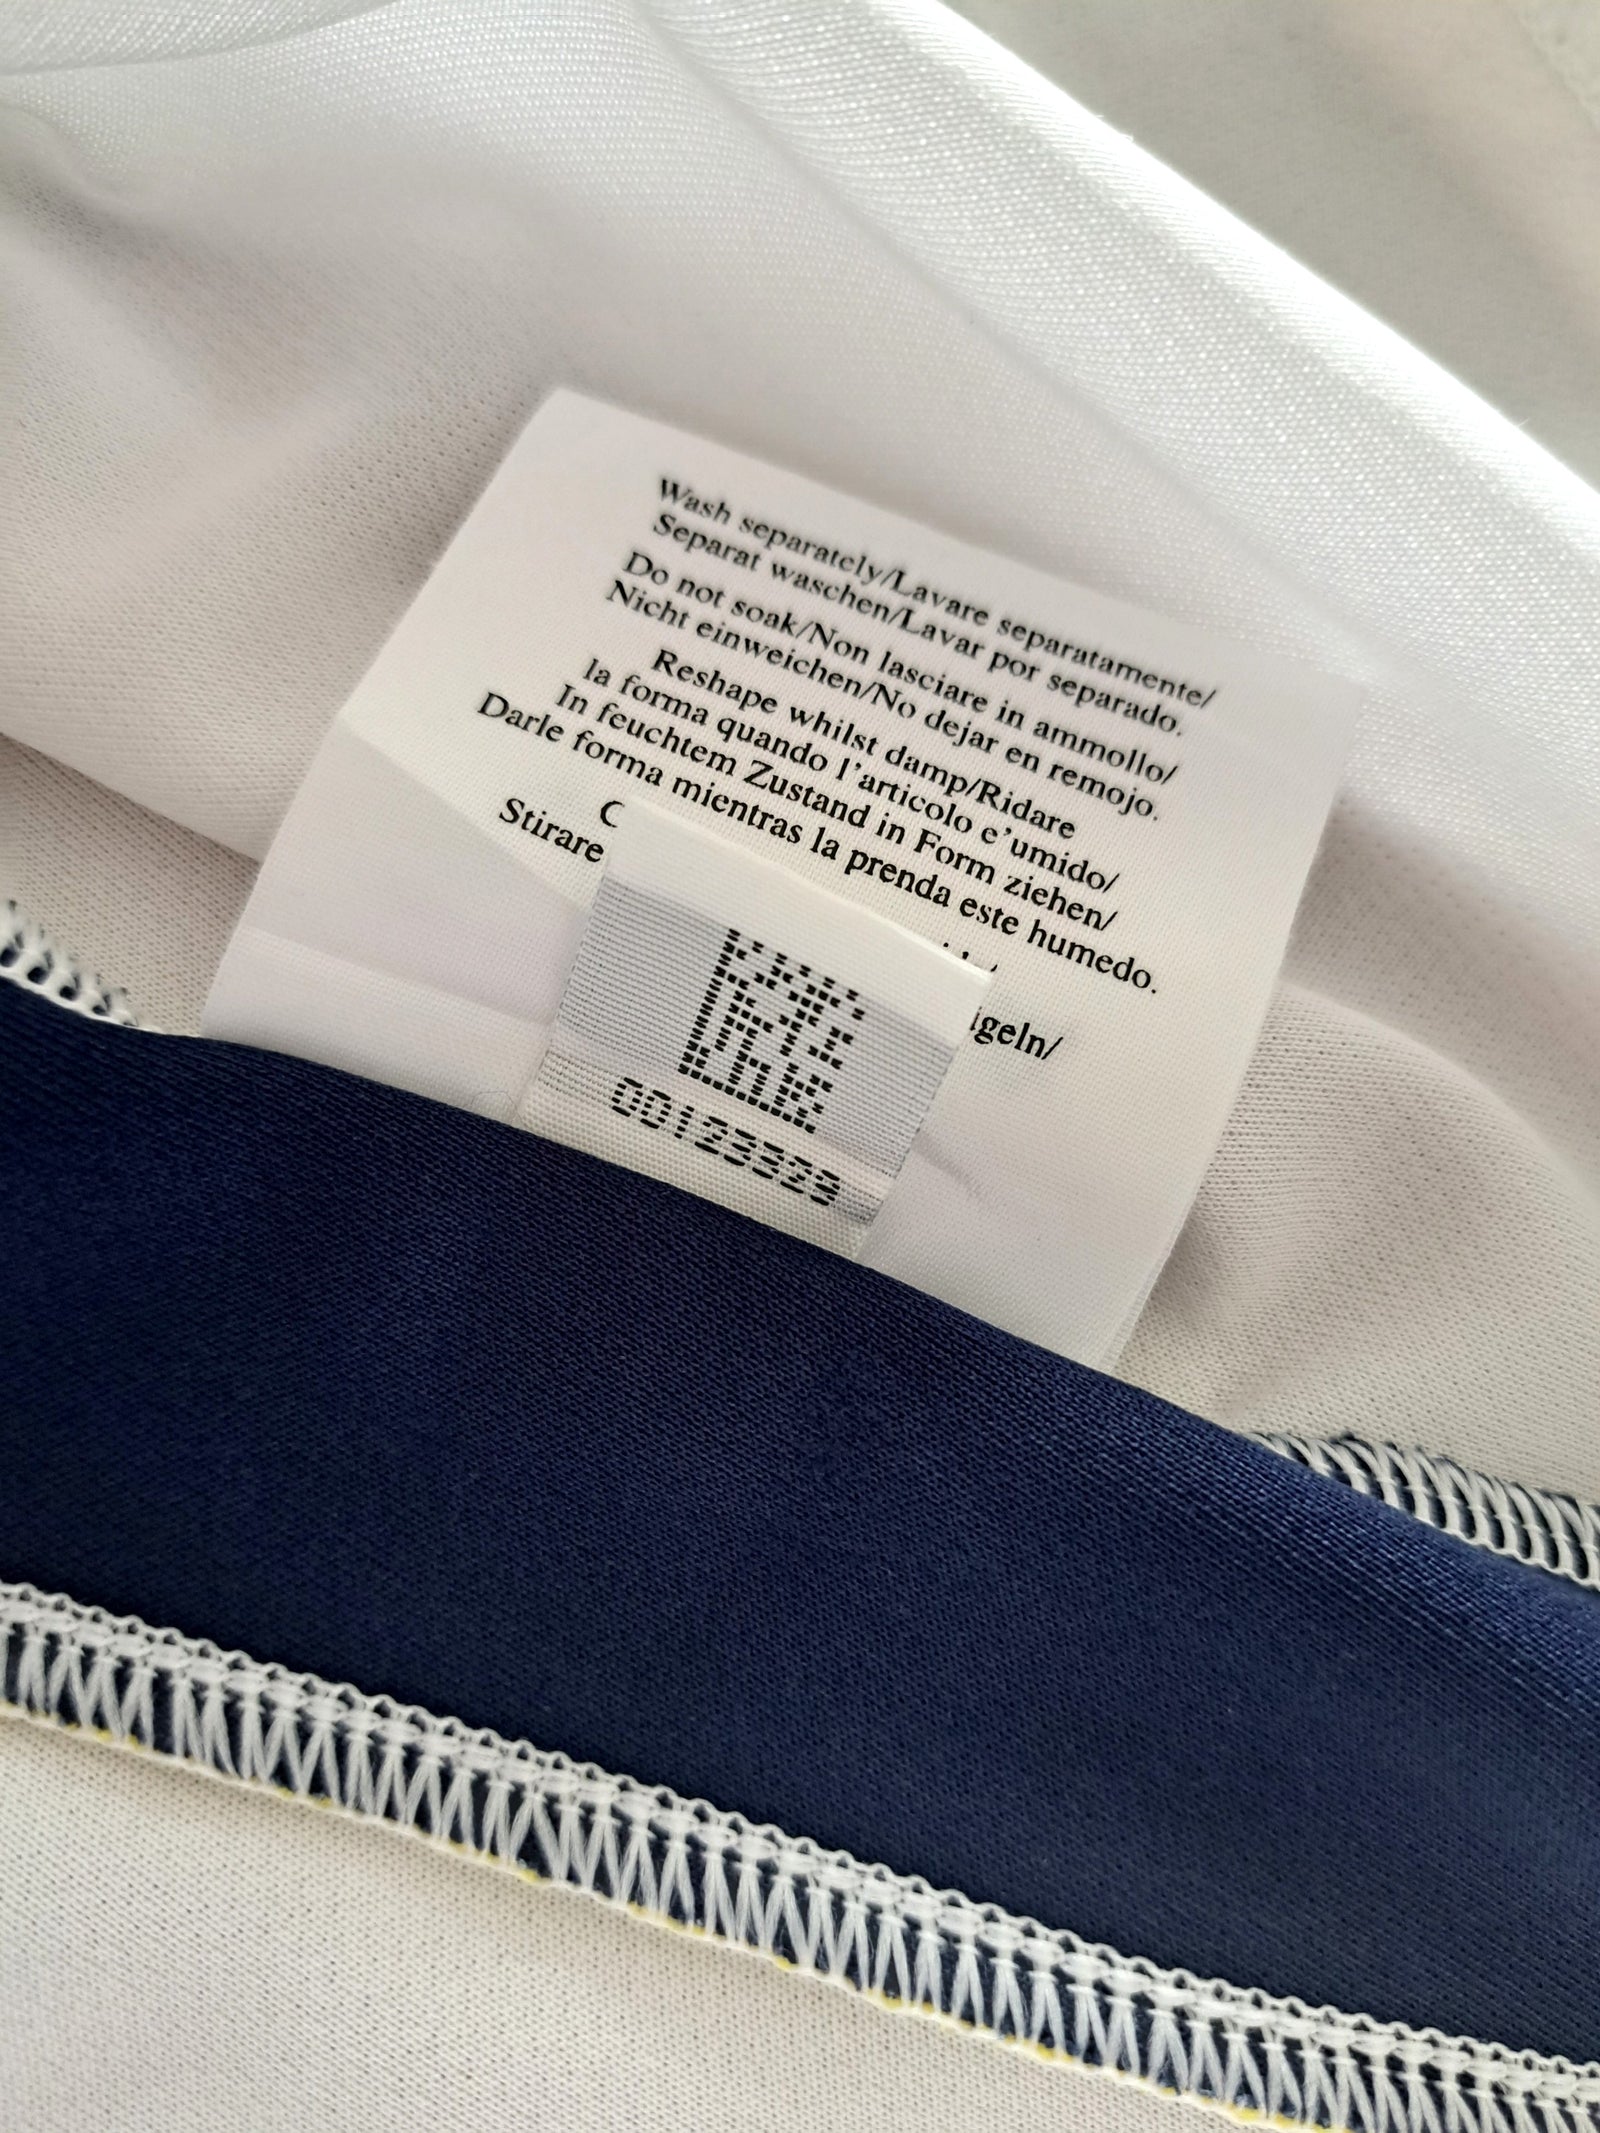 Wash separately/Lavare separatamente/
Separat waschen/Lavar por separado.
Do not soak/Non lasciare in ammollo/
Nicht einweichen/No dejar en remojo.
Reshape whilst damp/Ridare
la forma quando l'articolo e'umido/
In feuchtem Zustand in Form ziehen/
Darle forma mientras la prenda este humedo.
Stirare